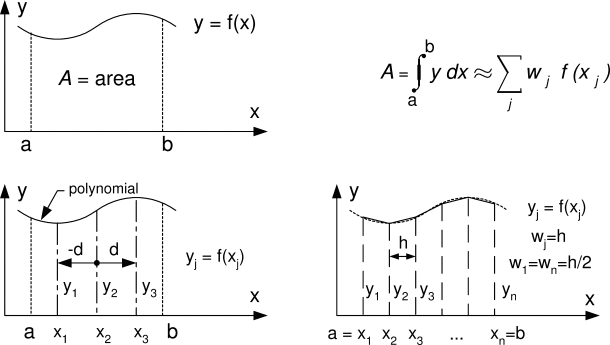 y
y = f(x)
A = area
x
a
b
A = ∫ₐᵇ y dx ≈ ∑ⱼ wⱼ f (xⱼ)
y
polynomial
-d
d
yⱼ = f(xⱼ)
y₁
y₂
y₃
x
a
x₁
x₂
x₃
b
y
yⱼ = f(xⱼ)
wⱼ=h
w₁=wₙ=h/2
h
y₁
y₂
y₃
yₙ
x
a = x₁
x₂
x₃
...
xₙ=b